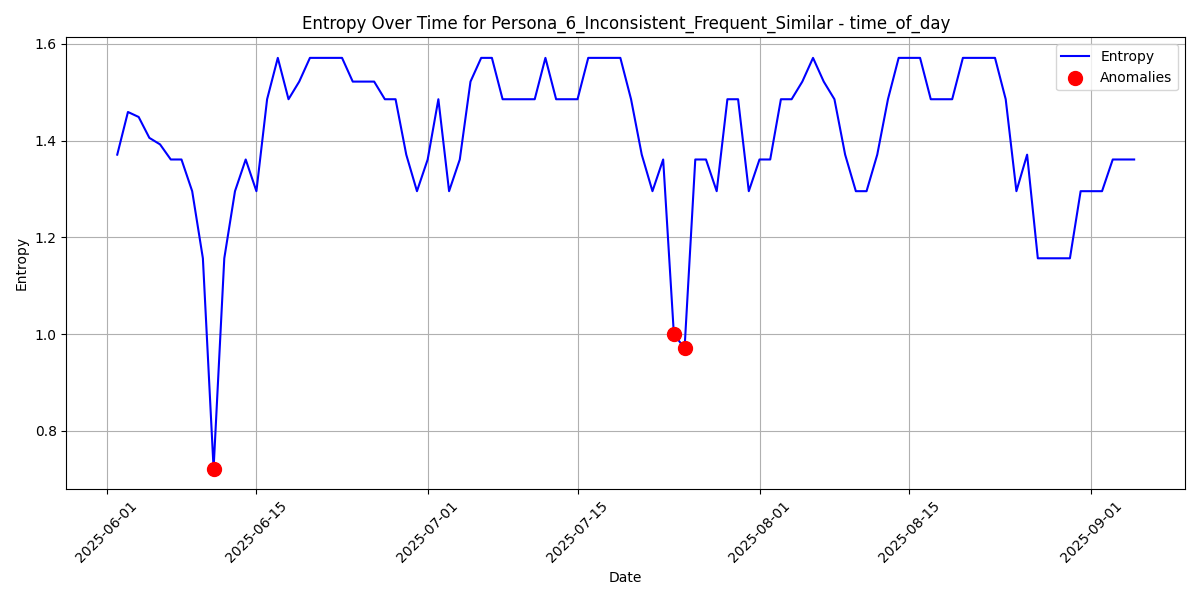 Entropy Over Time for Persona_6_Inconsistent_Frequent_Similar - time_of_day
Entropy
Anomalies
1.6
1.4
1.2
1.0
0.8
Entropy
2025-06-01
2025-06-15
2025-07-01
2025-07-15
2025-08-01
2025-08-15
2025-09-01
Date